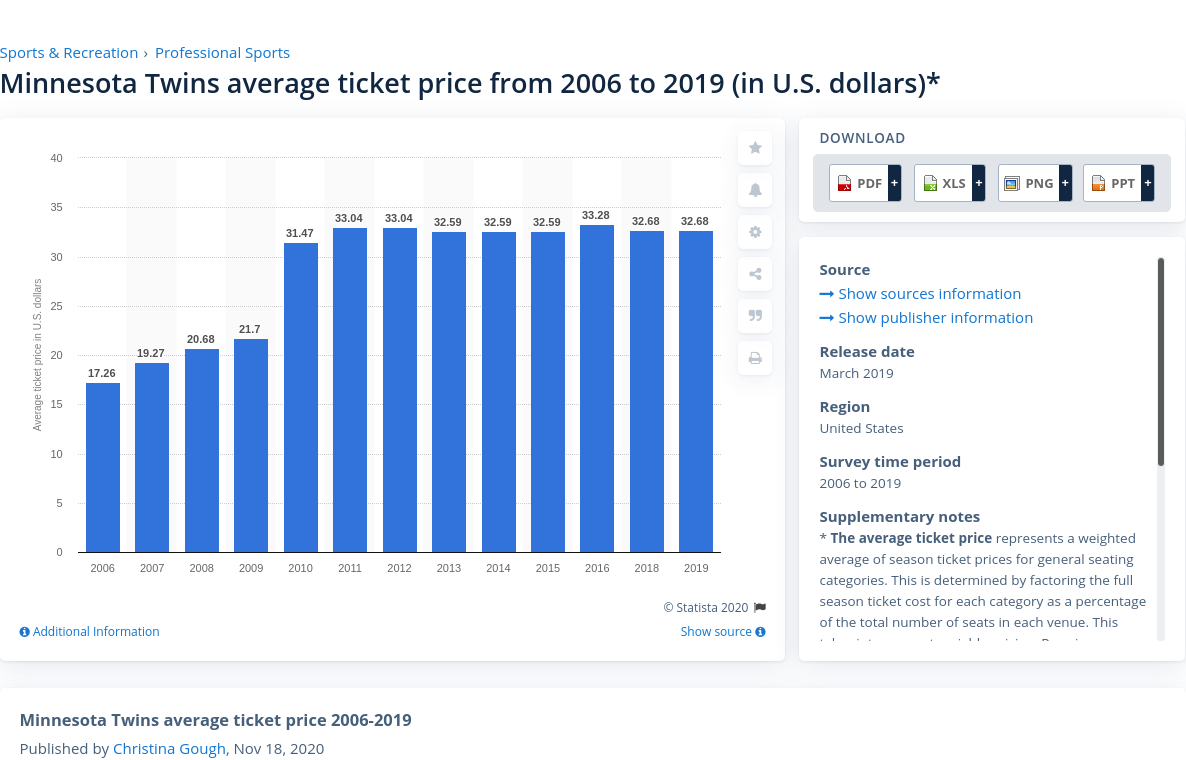 Sports & Recreation › Professional Sports
Minnesota Twins average ticket price from 2006 to 2019 (in U.S. dollars)*
40
35
30
25
20
15
10
5
0
Average ticket price in U.S. dollars
17.26
19.27
20.68
21.7
31.47
33.04
33.04
32.59
32.59
32.59
33.28
32.68
32.68
2006 2007 2008 2009 2010 2011 2012 2013 2014 2015 2016 2018 2019
© Statista 2020
Additional Information
Show source
DOWNLOAD
PDF + XLS + PNG + PPT +
Source
Show sources information
Show publisher information
Release date
March 2019
Region
United States
Survey time period
2006 to 2019
Supplementary notes
* The average ticket price represents a weighted
average of season ticket prices for general seating
categories. This is determined by factoring the full
season ticket cost for each category as a percentage
of the total number of seats in each venue. This
Minnesota Twins average ticket price 2006-2019
Published by Christina Gough, Nov 18, 2020